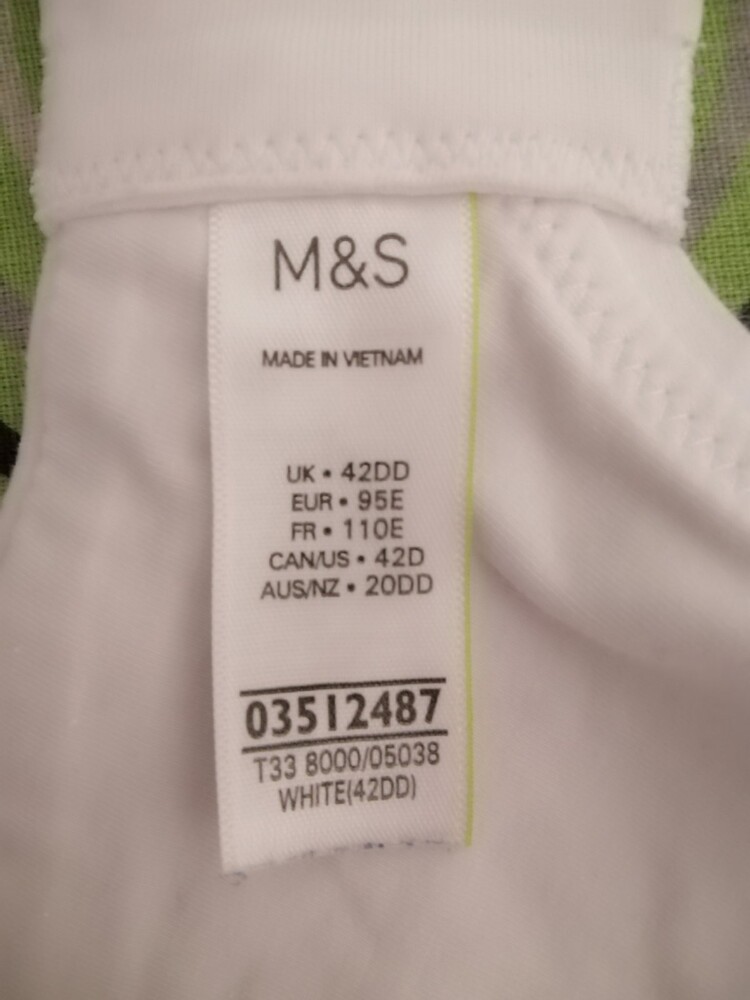 M&S
MADE IN VIETNAM
UK • 42DD
EUR • 95E
FR • 110E
CAN/US • 42D
AUS/NZ • 20DD
03512487
T33 8000/05038
WHITE(42DD)